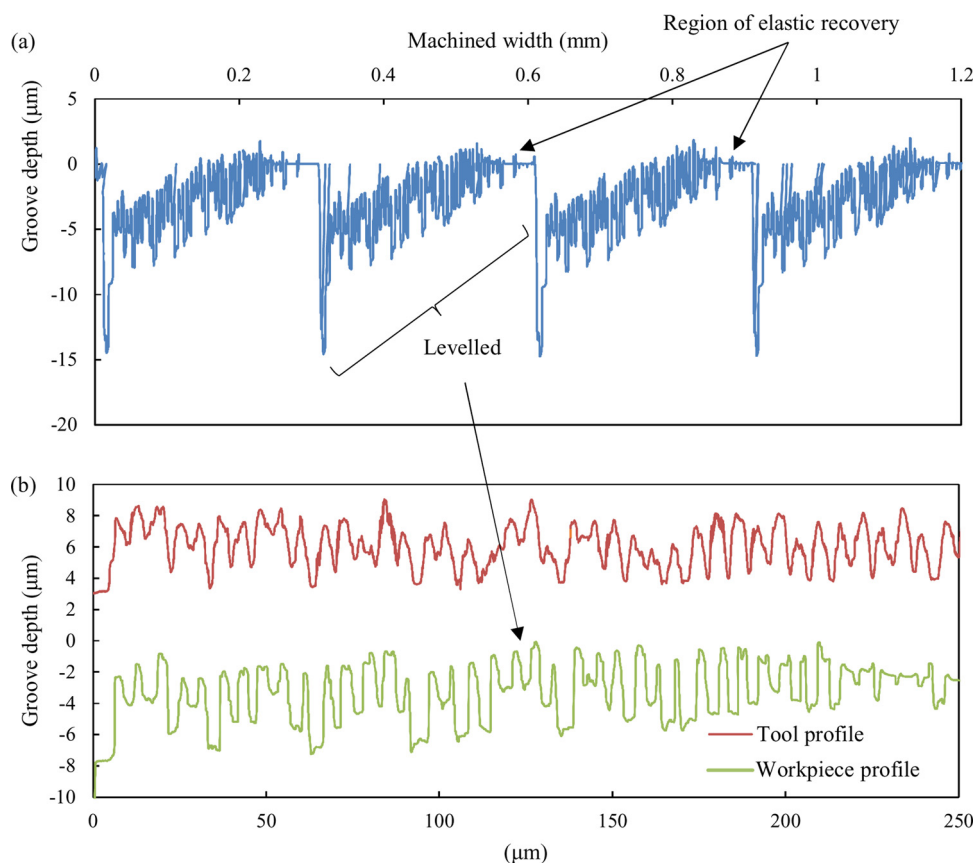 Region of elastic recovery
(a)
Machined width (mm)
0 0.2 0.4 0.6 0.8 1 1.2
Groove depth (μm)
5
0
-5
-10
-15
-20
Levelled
(b)
Groove depth (μm)
10
8
6
4
2
0
-2
-4
-6
-8
-10
Tool profile
Workpiece profile
0 50 100 150 200 250
(μm)